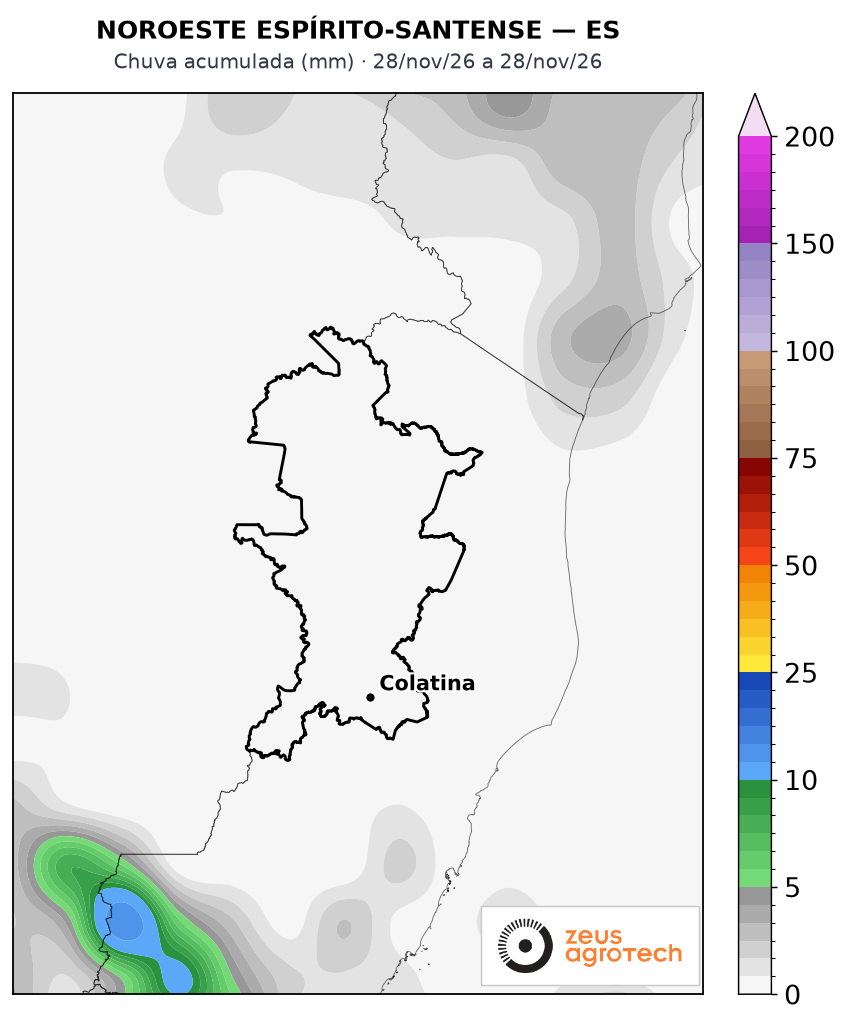 NOROESTE ESPÍRITO-SANTENSE — ES
Chuva acumulada (mm) · 28/nov/26 a 28/nov/26
200
150
100
75
50
25
10
5
0
Colatina
zeus
agrotech